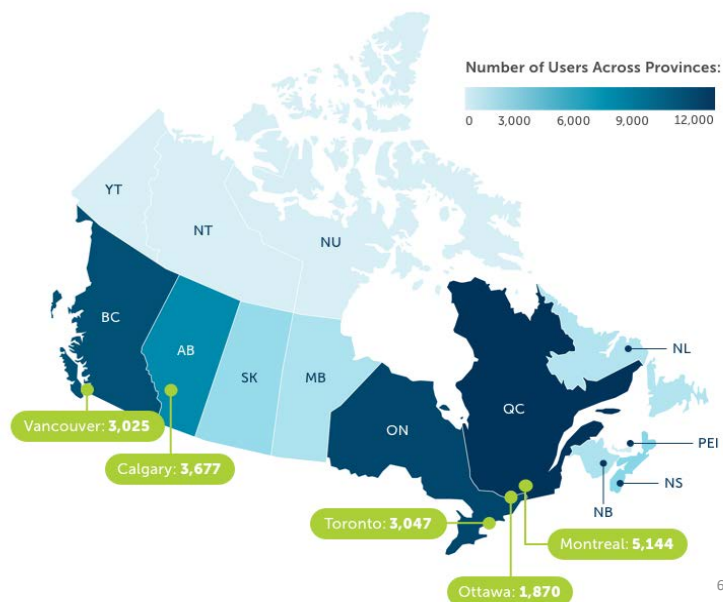 Number of Users Across Provinces:
0 3,000 6,000 9,000 12,000
YT
NT
NU
BC
AB
SK
MB
ON
QC
NL
PEI
NS
NB
Vancouver: 3,025
Calgary: 3,677
Toronto: 3,047
Montreal: 5,144
Ottawa: 1,870
6